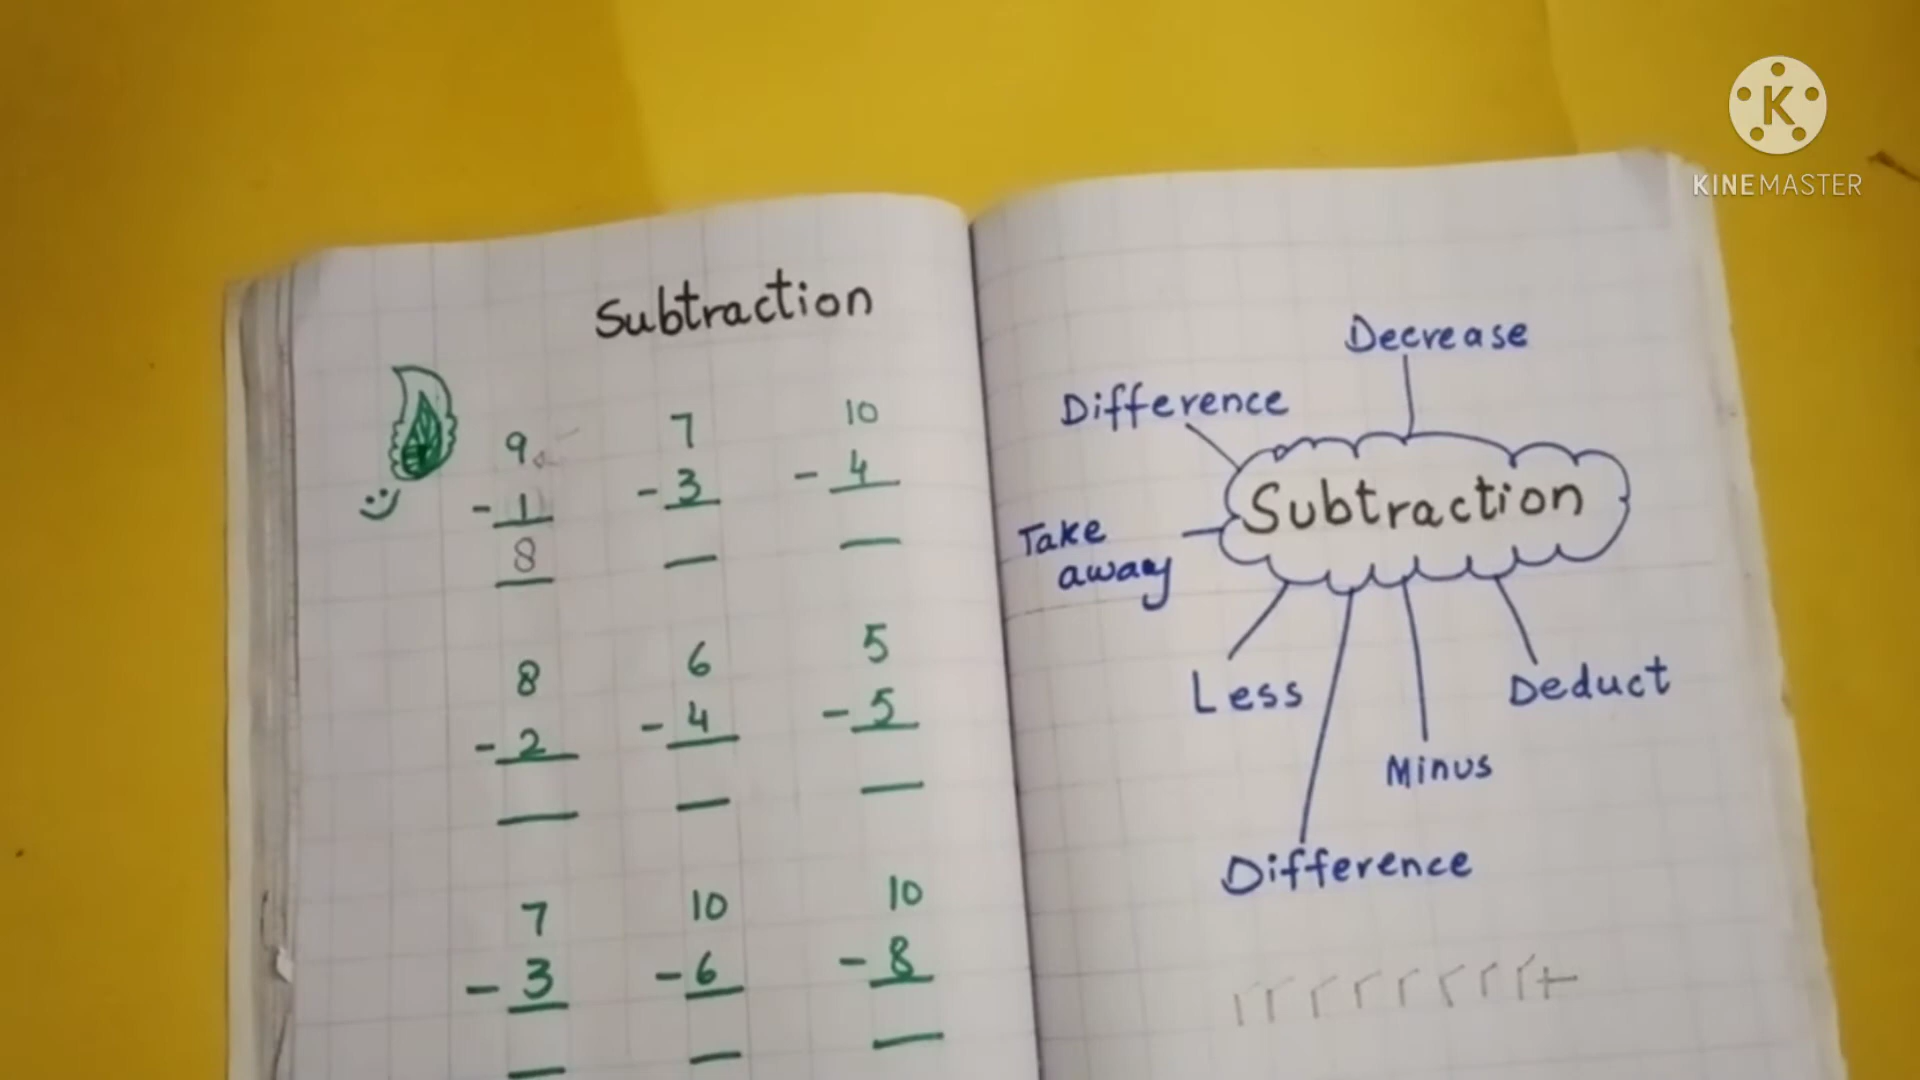 KINEMASTER
Subtraction
9 7 10
- 1 - 3 - 4
8
8 6 5
- 2 - 4 - 5
7 10 10
- 3 - 6 - 8
Decrease
Difference
Subtraction
Take
away
Less
Deduct
Minus
Difference